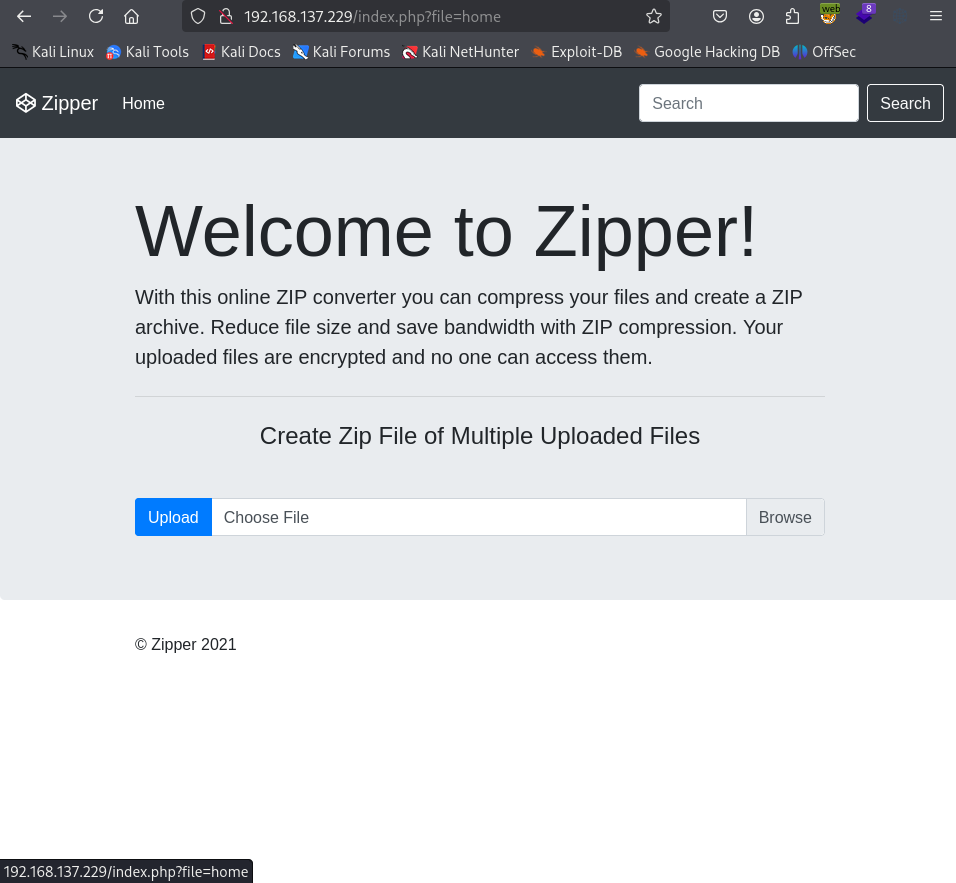 192.168.137.229/index.php?file=home
web
8
Kali Linux Kali Tools Kali Docs Kali Forums Kali NetHunter Exploit-DB Google Hacking DB OffSec
Zipper Home Search Search
Welcome to Zipper!
With this online ZIP converter you can compress your files and create a ZIP
archive. Reduce file size and save bandwidth with ZIP compression. Your
uploaded files are encrypted and no one can access them.
Create Zip File of Multiple Uploaded Files
Upload Choose File Browse
© Zipper 2021
192.168.137.229/index.php?file=home